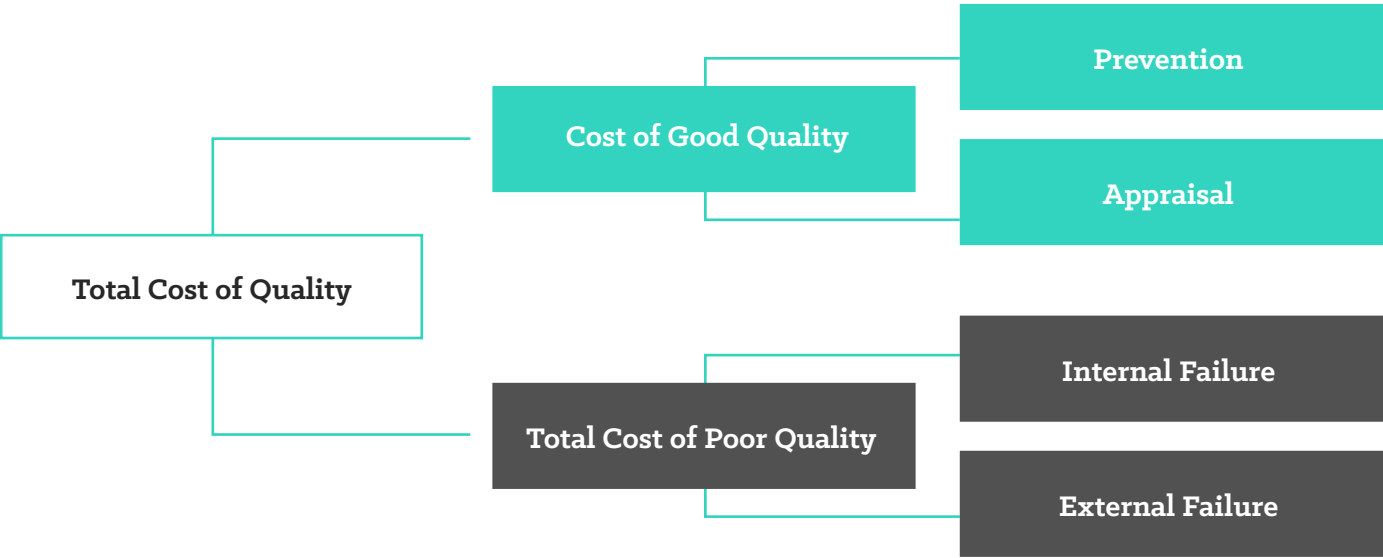 Prevention
Cost of Good Quality
Appraisal
Total Cost of Quality
Internal Failure
Total Cost of Poor Quality
External Failure